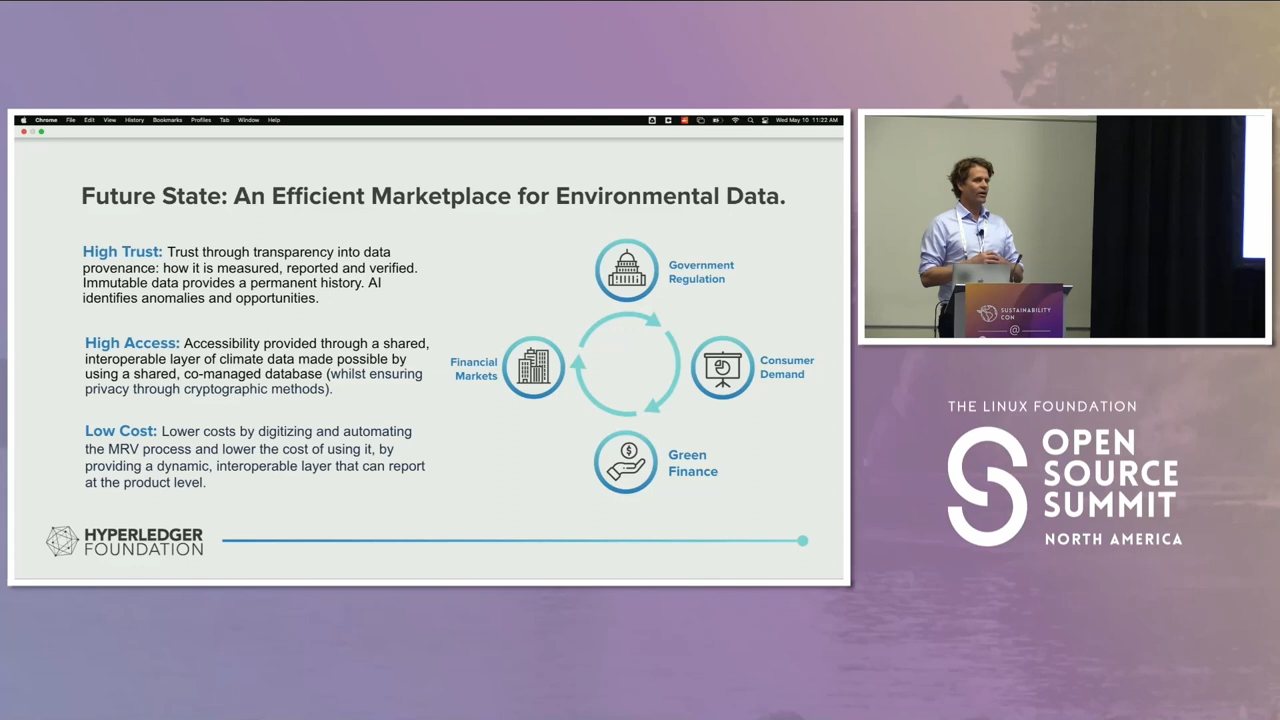 Chrome File Edit View History Bookmarks Profiles Tab Window Help
Wed May 10 11:22 AM
Future State: An Efficient Marketplace for Environmental Data.
High Trust: Trust through transparency into data
provenance: how it is measured, reported and verified.
Immutable data provides a permanent history. AI
identifies anomalies and opportunities.
High Access: Accessibility provided through a shared,
interoperable layer of climate data made possible by
using a shared, co-managed database (whilst ensuring
privacy through cryptographic methods).
Low Cost: Lower costs by digitizing and automating
the MRV process and lower the cost of using it, by
providing a dynamic, interoperable layer that can report
at the product level.
Government
Regulation
Financial
Markets
Consumer
Demand
Green
Finance
HYPERLEDGER
FOUNDATION
SUSTAINABILITY
CON
@
THE LINUX FOUNDATION
OPEN
SOURCE
SUMMIT
NORTH AMERICA